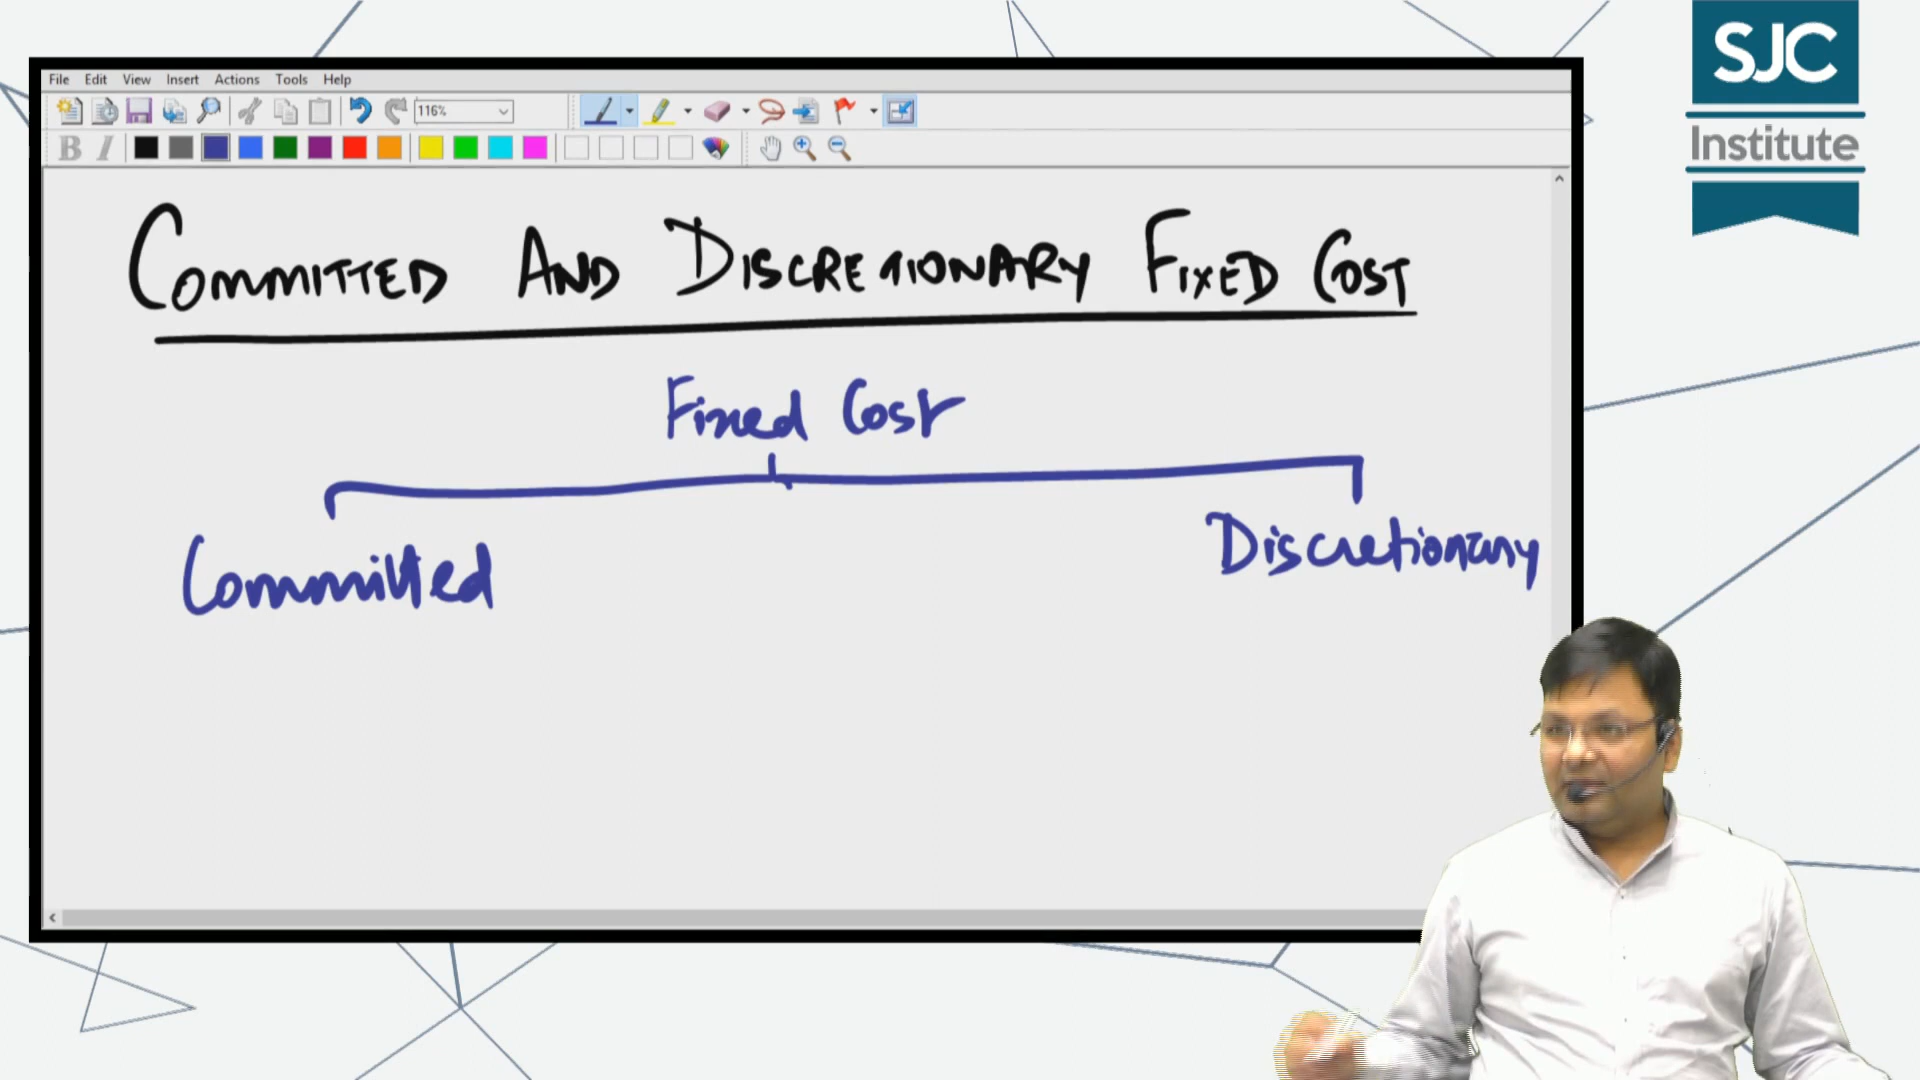 SJC
Institute
File Edit View Insert Actions Tools Help
116%
B I
COMMITTED AND DISCRETIONARY FIXED COST
Fixed Cost
Committed
Discretionary